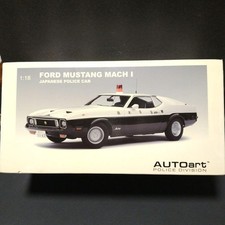 1:18 FORD MUSTANG MACH I
JAPANESE POLICE CAR
AUTOart
POLICE DIVISION